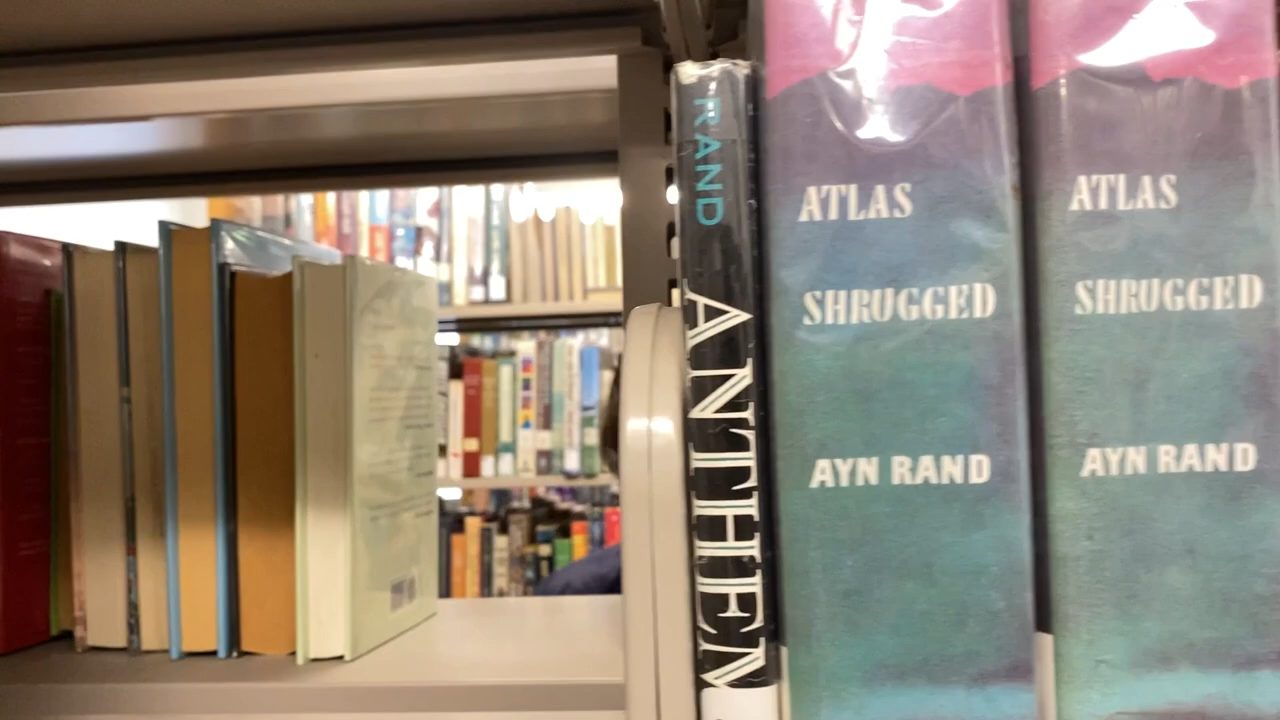 RAND
ANTHEM
ATLAS
SHRUGGED
AYN RAND
ATLAS
SHRUGGED
AYN RAND